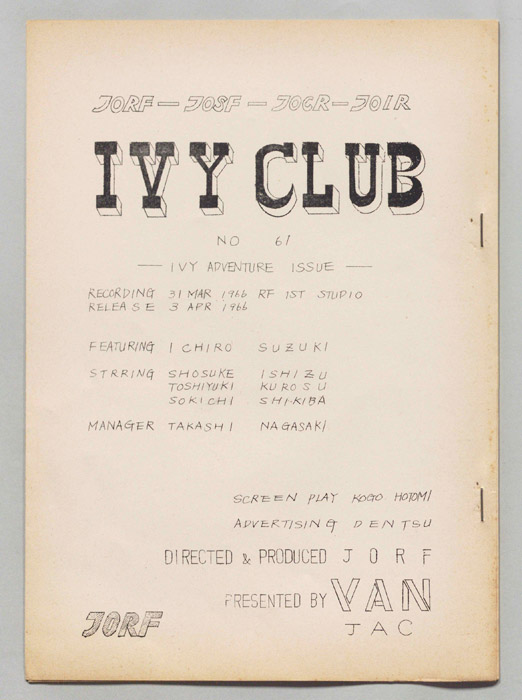 JORF — JOSF — JOCR — JOIR
IVY CLUB
NO 61
— IVY ADVENTURE ISSUE —
RECORDING 31 MAR 1966 RF 1ST STUDIO
RELEASE 3 APR 1966
FEATURING ICHIRO SUZUKI
STRRING SHOSUKE ISHIZU
TOSHIYUKI KUROSU
SOKICHI SHIKIBA
MANAGER TAKASHI NAGASAKI
SCREEN PLAY KOGO HOTOMI
ADVERTISING DENTSU
DIRECTED & PRODUCED JORF
PRESENTED BY VAN
JAC
JORF